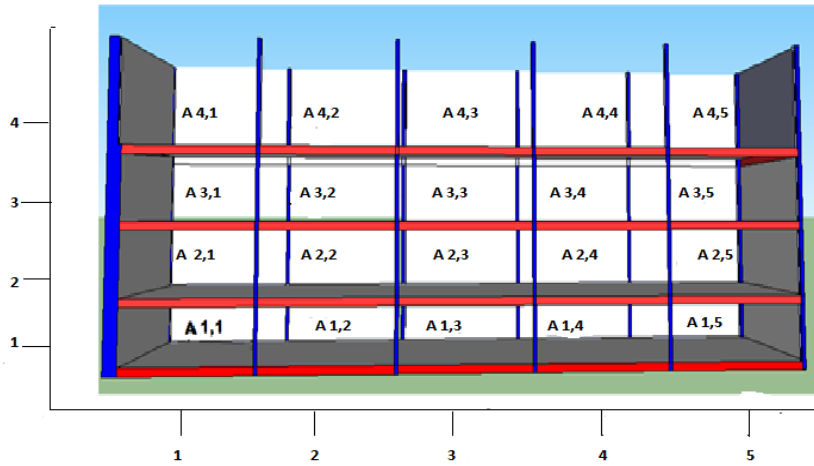 4 A 4,1 A 4,2 A 4,3 A 4,4 A 4,5
3 A 3,1 A 3,2 A 3,3 A 3,4 A 3,5
2 A 2,1 A 2,2 A 2,3 A 2,4 A 2,5
1 A 1,1 A 1,2 A 1,3 A 1,4 A 1,5
1 2 3 4 5